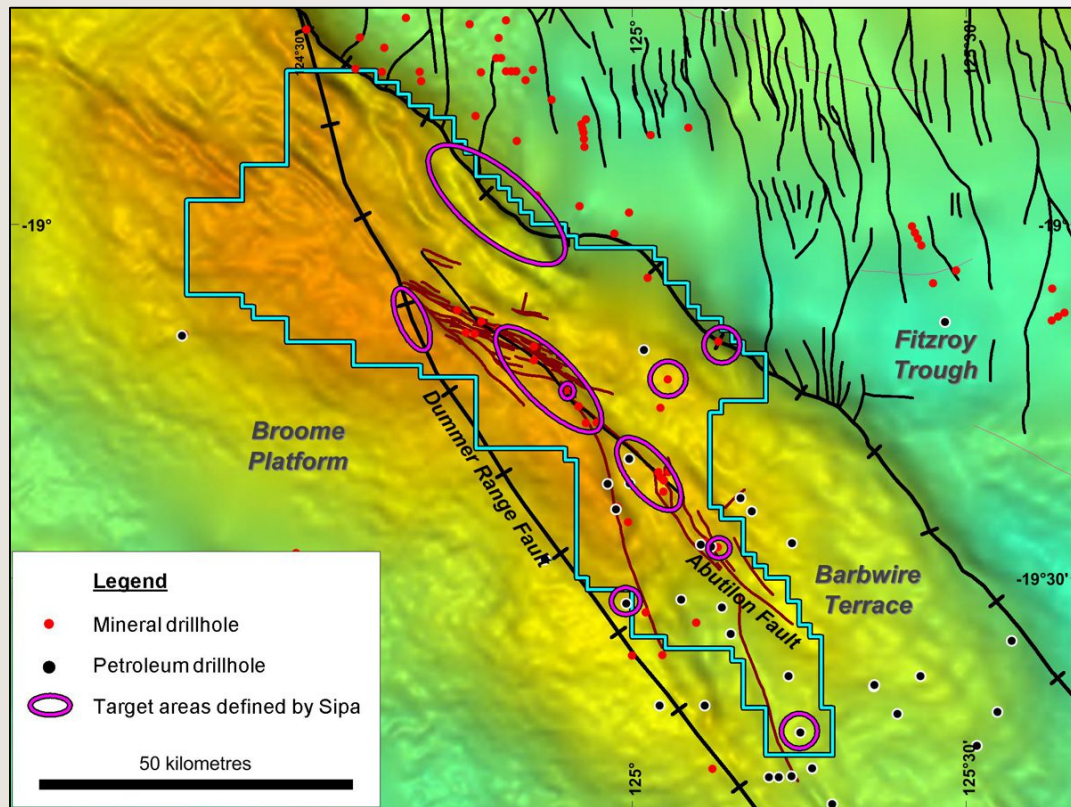 124°30'
125°
125°30'
-19°
-19°
Fitzroy
Trough
Broome
Platform
Dummer Range Fault
Abutilon Fault
Barbwire
Terrace
-19°30'
Legend
Mineral drillhole
Petroleum drillhole
Target areas defined by Sipa
50 kilometres
125°
125°30'